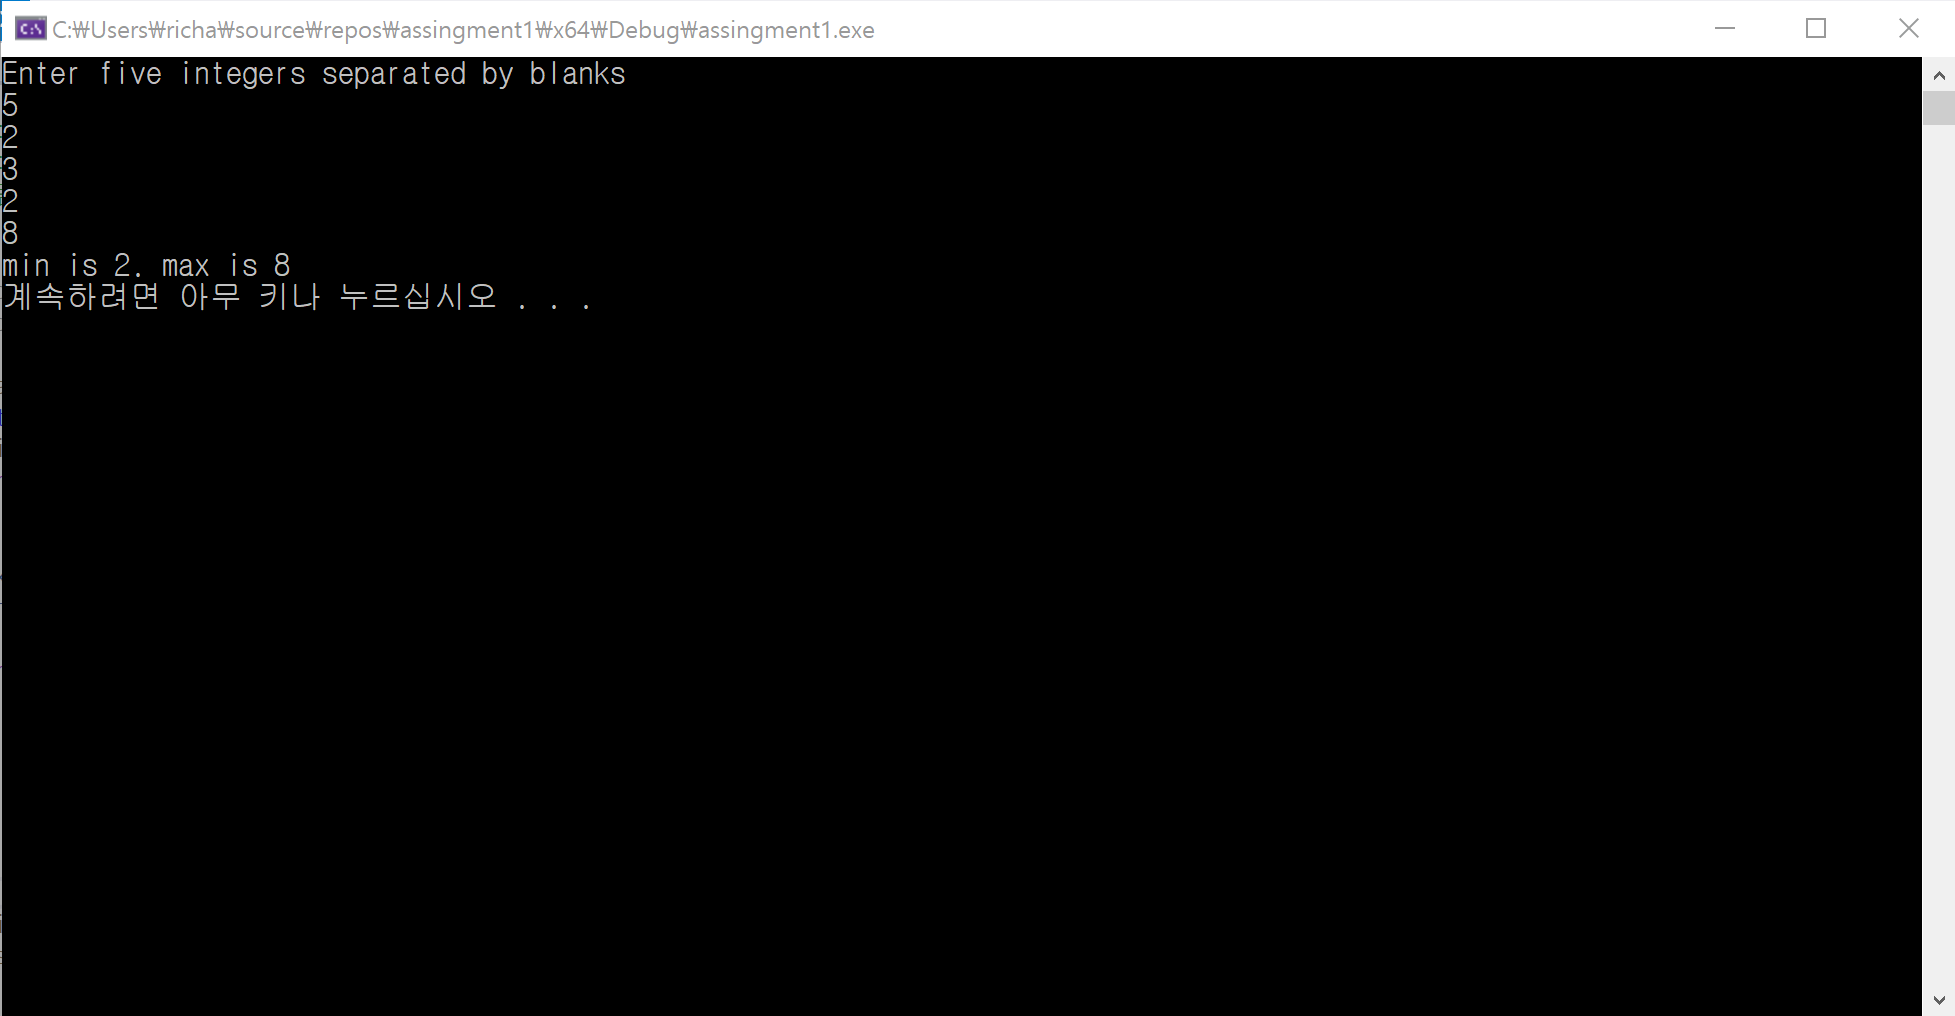 C:\Users\richa\source\repos\assingment1\x64\Debug\assingment1.exe
Enter five integers separated by blanks
5
2
3
2
8
min is 2. max is 8
계속하려면 아무 키나 누르십시오 . . .